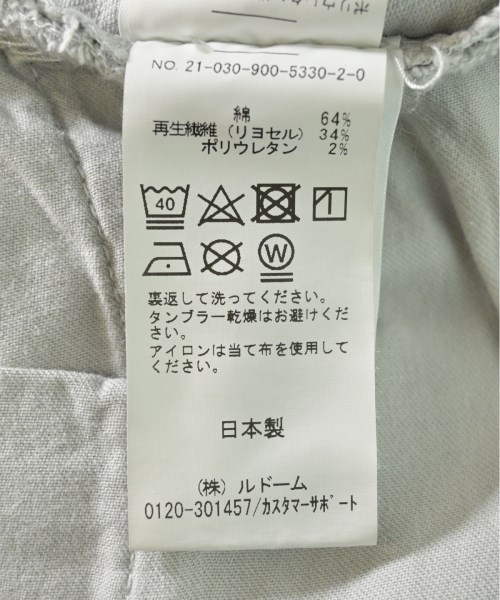 NO. 21-030-900-5330-2-0
綿 64%
再生繊維 (リヨセル) 34%
ポリウレタン 2%
40
W
裏返して洗ってください。
タンブラー乾燥はお避けくだ
さい。
アイロンは当て布を使用して
ください。
日本製
(株) ルドーム
0120-301457/カスタマーサポート